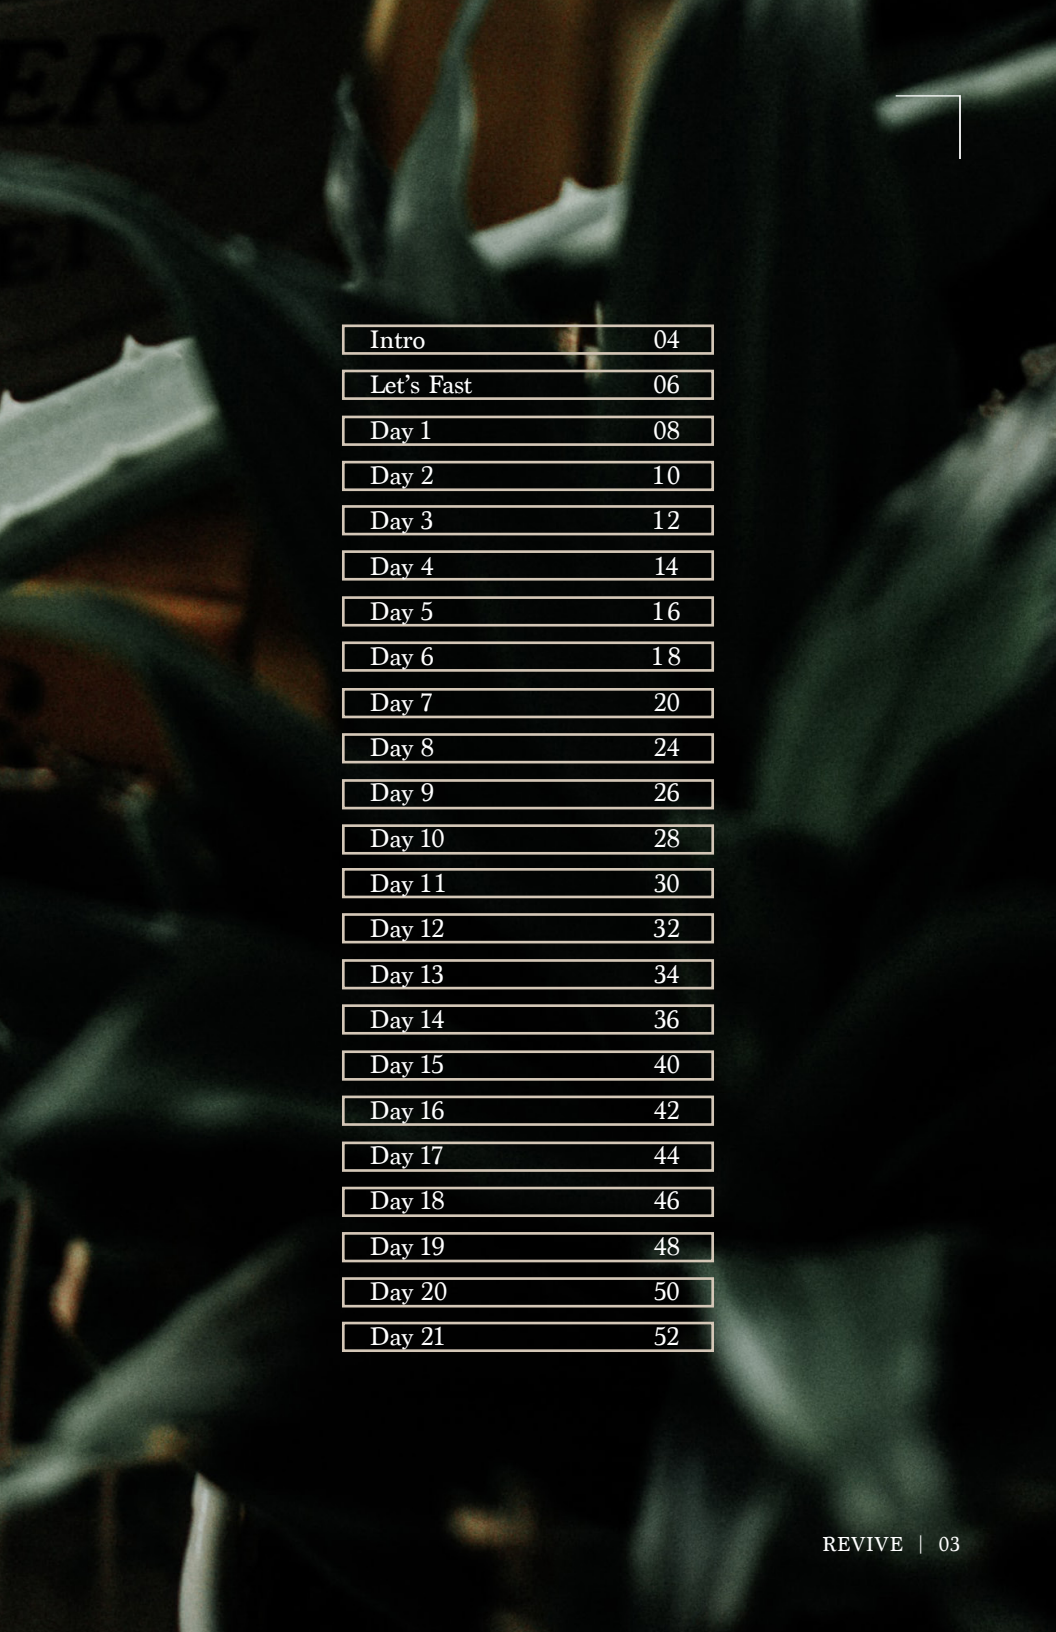 ERS
Intro 04
Let’s Fast 06
Day 1 08
Day 2 10
Day 3 12
Day 4 14
Day 5 16
Day 6 18
Day 7 20
Day 8 24
Day 9 26
Day 10 28
Day 11 30
Day 12 32
Day 13 34
Day 14 36
Day 15 40
Day 16 42
Day 17 44
Day 18 46
Day 19 48
Day 20 50
Day 21 52
REVIVE | 03